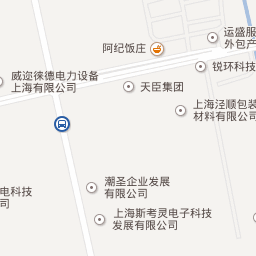 运盛服
外包产
阿纪饭庄
锐环科技
威迩徕德电力设备
上海有限公司
天臣集团
上海泾顺包装
材料有限公司
潮圣企业发展
有限公司
电科技
司
上海斯考灵电子科技
发展有限公司